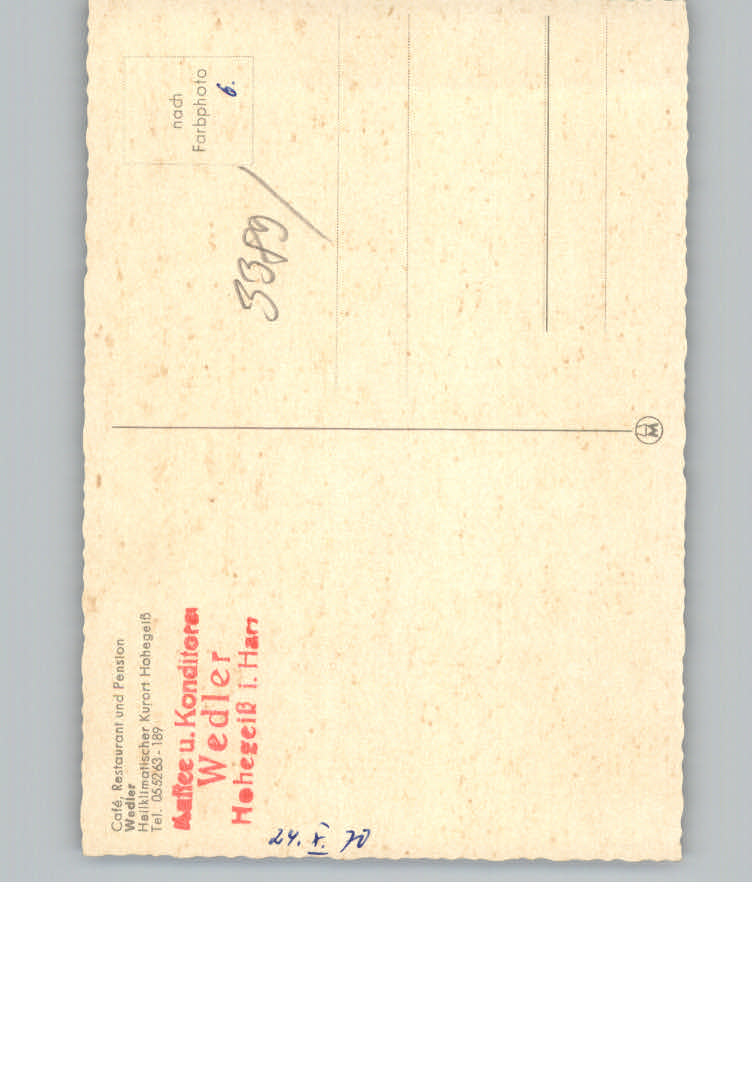 Café, Restaurant und Pension
Wedler
Heilklimatischer Kurort Hohegeiß
Tel. 055263-189
Kaffee u. Konditorei
Wedler
Hohegeiß i. Harz
24. X. 70
nach
Farbphoto
6.
3389/